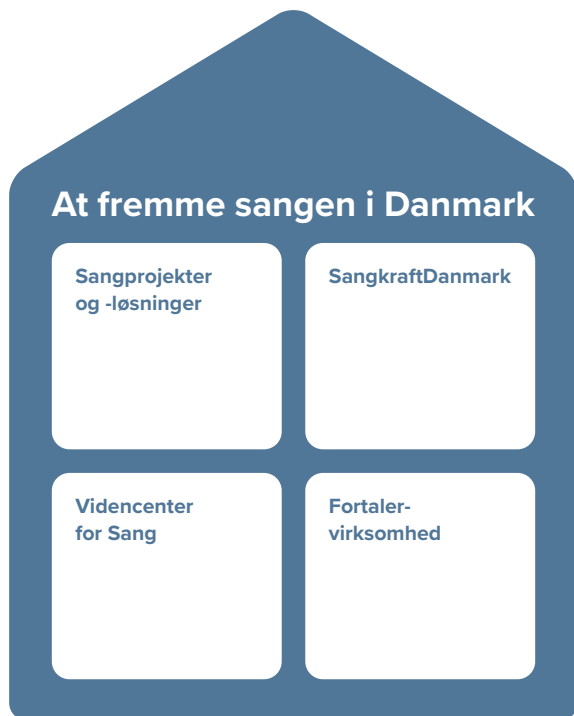 At fremme sangen i Danmark
Sangprojekter
og -løsninger
SangkraftDanmark
Videncenter
for Sang
Fortaler-
virksomhed